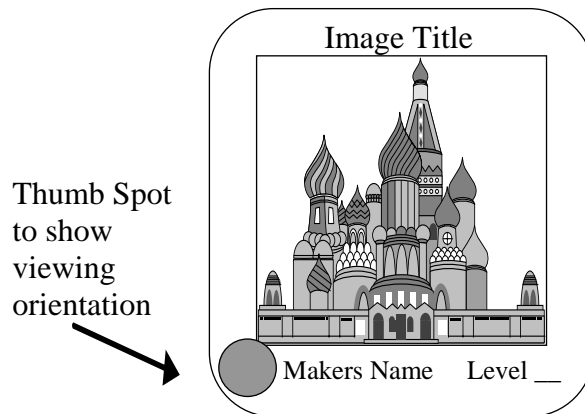 Image Title
Thumb Spot
to show
viewing
orientation
Makers Name Level __